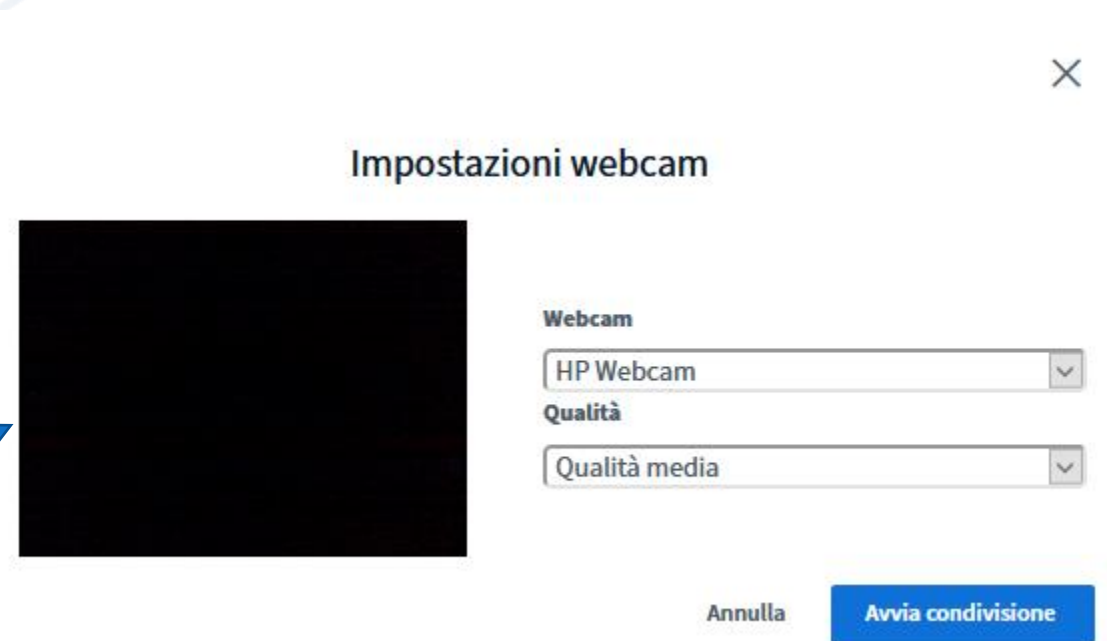 Impostazioni webcam
Webcam
HP Webcam
Qualità
Qualità media
Annulla
Avvia condivisione